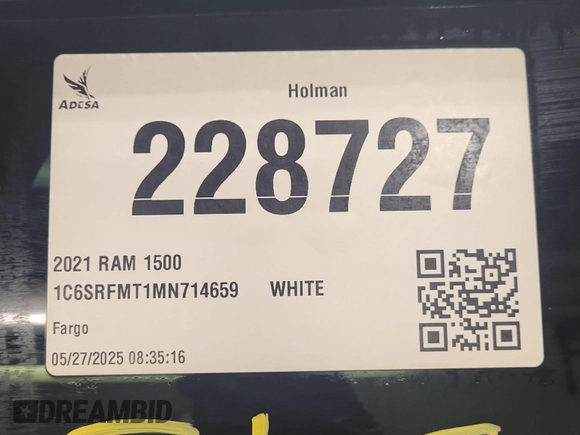 ADESA
Holman
228727
2021 RAM 1500
1C6SRFMT1MN714659 WHITE
Fargo
05/27/2025 08:35:16
DREAMBID